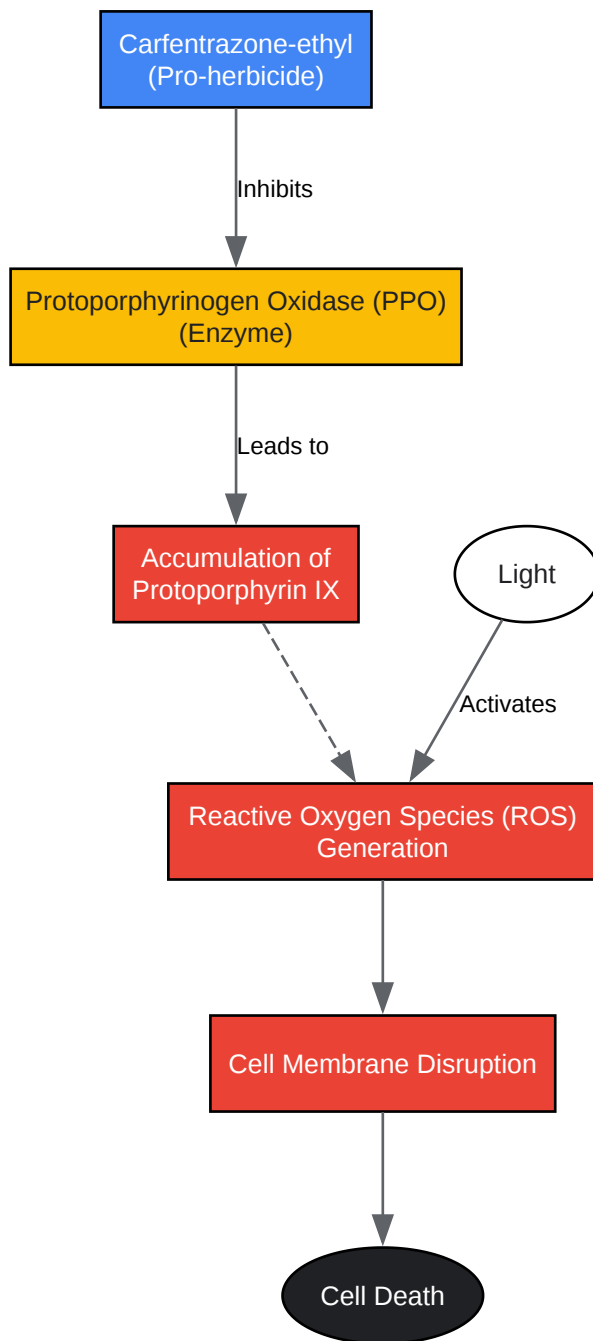 Carfentrazone-ethyl
(Pro-herbicide)
Inhibits
Protoporphyrinogen Oxidase (PPO)
(Enzyme)
Leads to
Accumulation of
Protoporphyrin IX
Light
Activates
Reactive Oxygen Species (ROS)
Generation
Cell Membrane Disruption
Cell Death